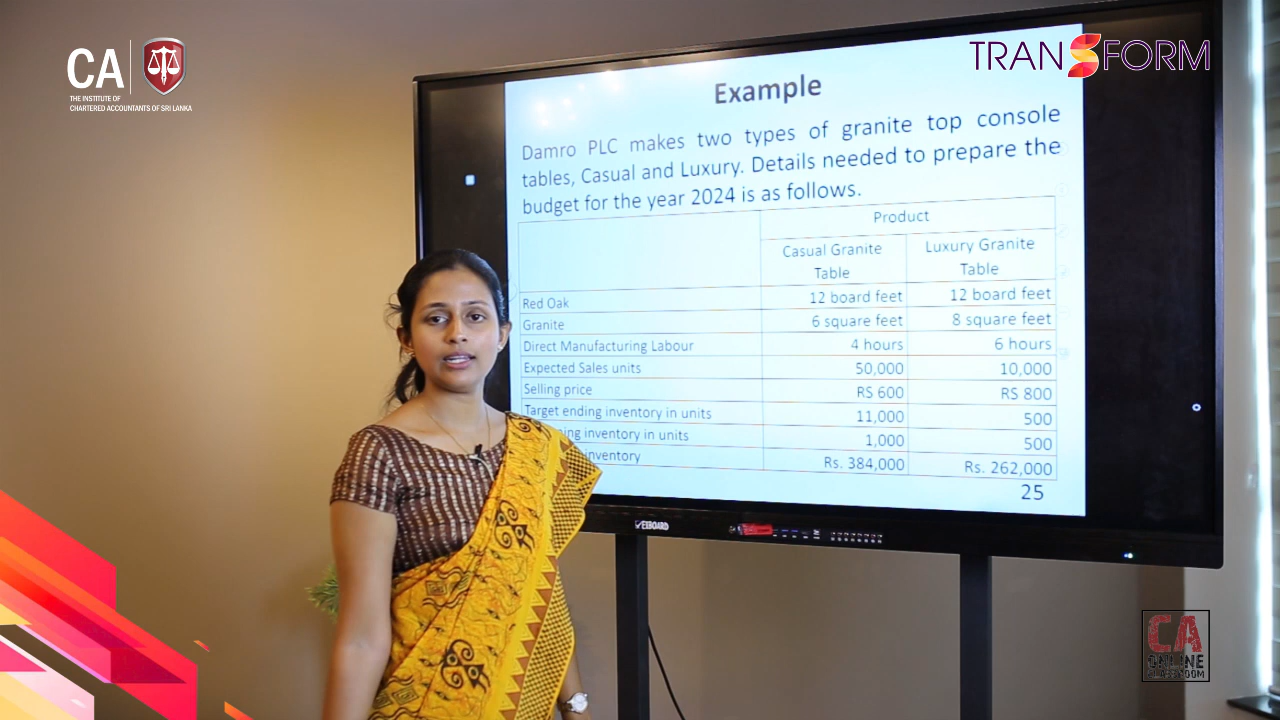 CA
THE INSTITUTE OF
CHARTERED ACCOUNTANTS OF SRI LANKA
TRANSFORM
Example
Damro PLC makes two types of granite top console
tables, Casual and Luxury. Details needed to prepare the
budget for the year 2024 is as follows.
Product
Casual Granite Table
Luxury Granite Table
Red Oak 12 board feet 12 board feet
Granite 6 square feet 8 square feet
Direct Manufacturing Labour 4 hours 6 hours
Expected Sales units 50,000 10,000
Selling price RS 600 RS 800
Target ending inventory in units 11,000 500
inventory in units 1,000 500
inventory Rs. 384,000 Rs. 262,000
25
VEXBOARD
CA
ONLINE
CLASSROOM